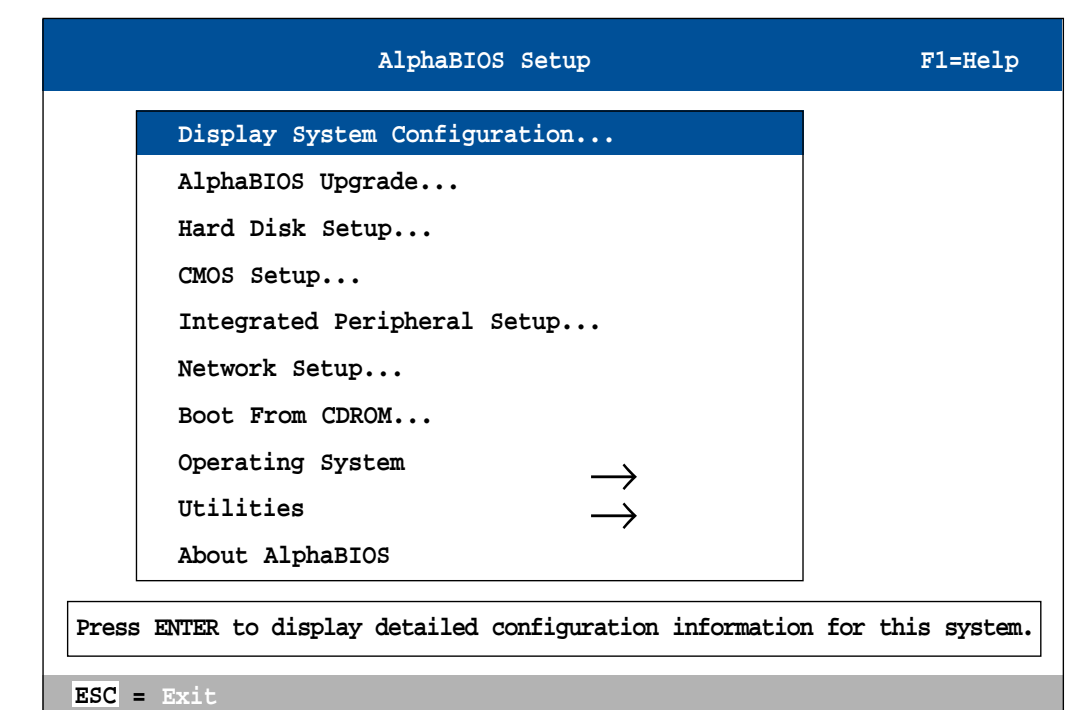 AlphaBIOS Setup F1=Help
Display System Configuration...
AlphaBIOS Upgrade...
Hard Disk Setup...
CMOS Setup...
Integrated Peripheral Setup...
Network Setup...
Boot From CDROM...
Operating System
Utilities
About AlphaBIOS
Press ENTER to display detailed configuration information for this system.
ESC = Exit